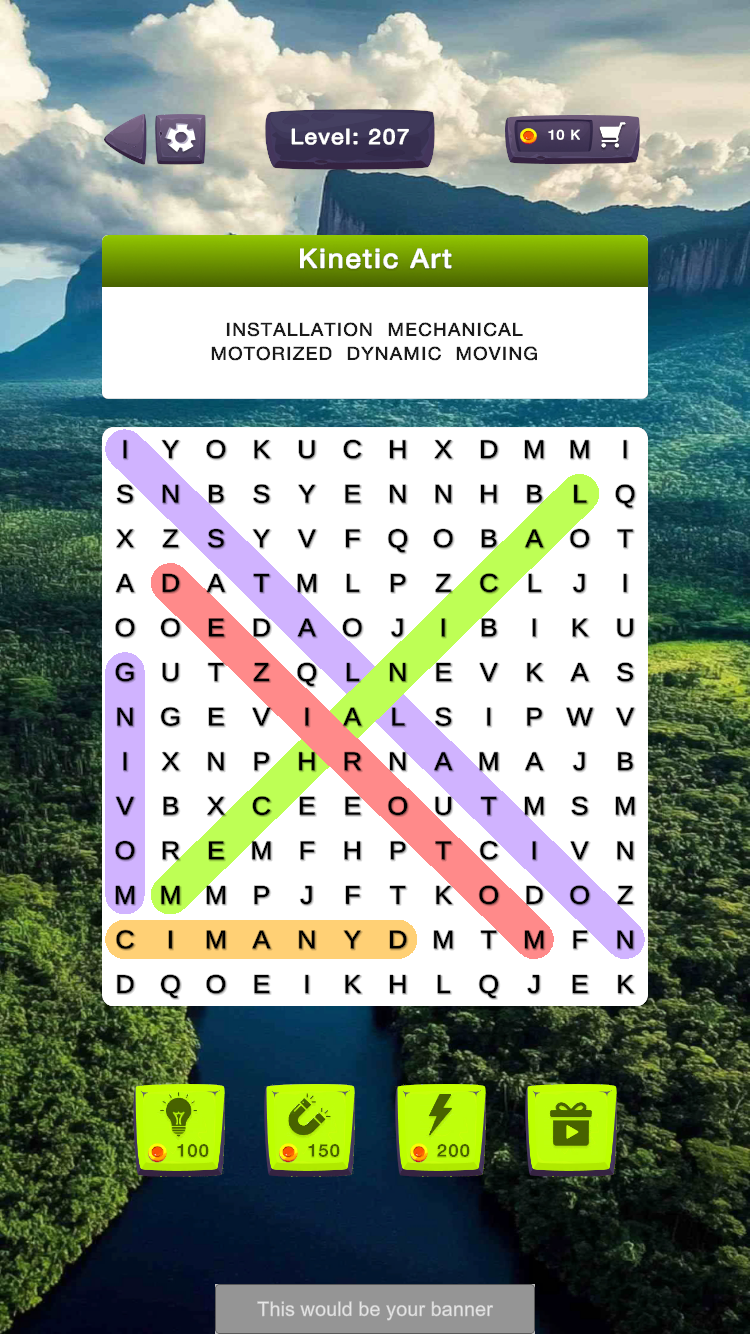 Level: 207
10 K
Kinetic Art
INSTALLATION MECHANICAL
MOTORIZED DYNAMIC MOVING
I Y O K U C H X D M M I
S N B S Y E N N H B L Q
X Z S Y V F Q O B A O T
A D A T M L P Z C L J I
O O E D A O J I B I K U
G U T Z Q L N E V K A S
N G E V I A L S I P W V
I X N P H R N A M A J B
V B X C E E O U T M S M
O R E M F H P T C I V N
M M M P J F T K O D O Z
C I M A N Y D M T M F N
D Q O E I K H L Q J E K
100 150 200
This would be your banner